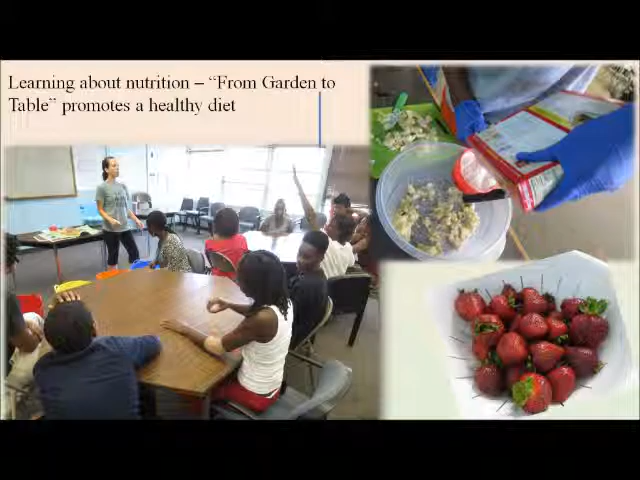 Learning about nutrition – “From Garden to
Table” promotes a healthy diet